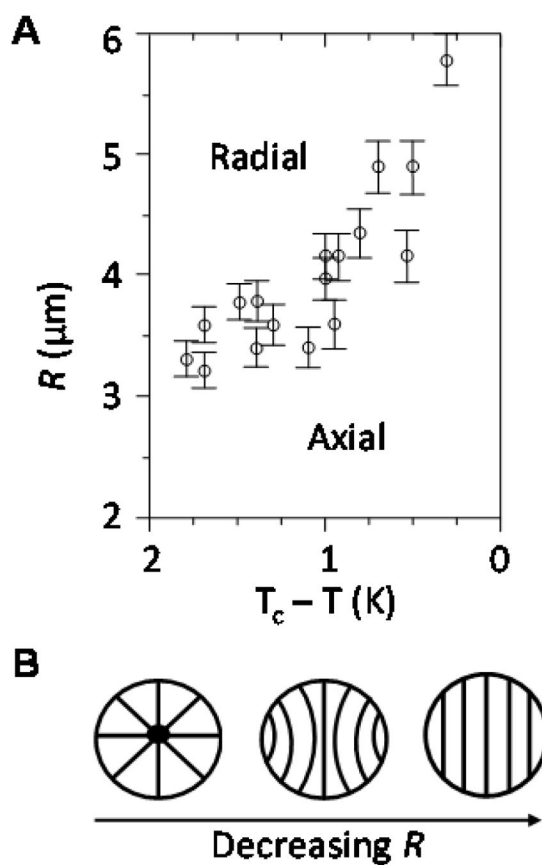 A
6
5
4
3
2
R (μm)
Radial
Axial
2 1 0
T_c – T (K)
B
Decreasing R